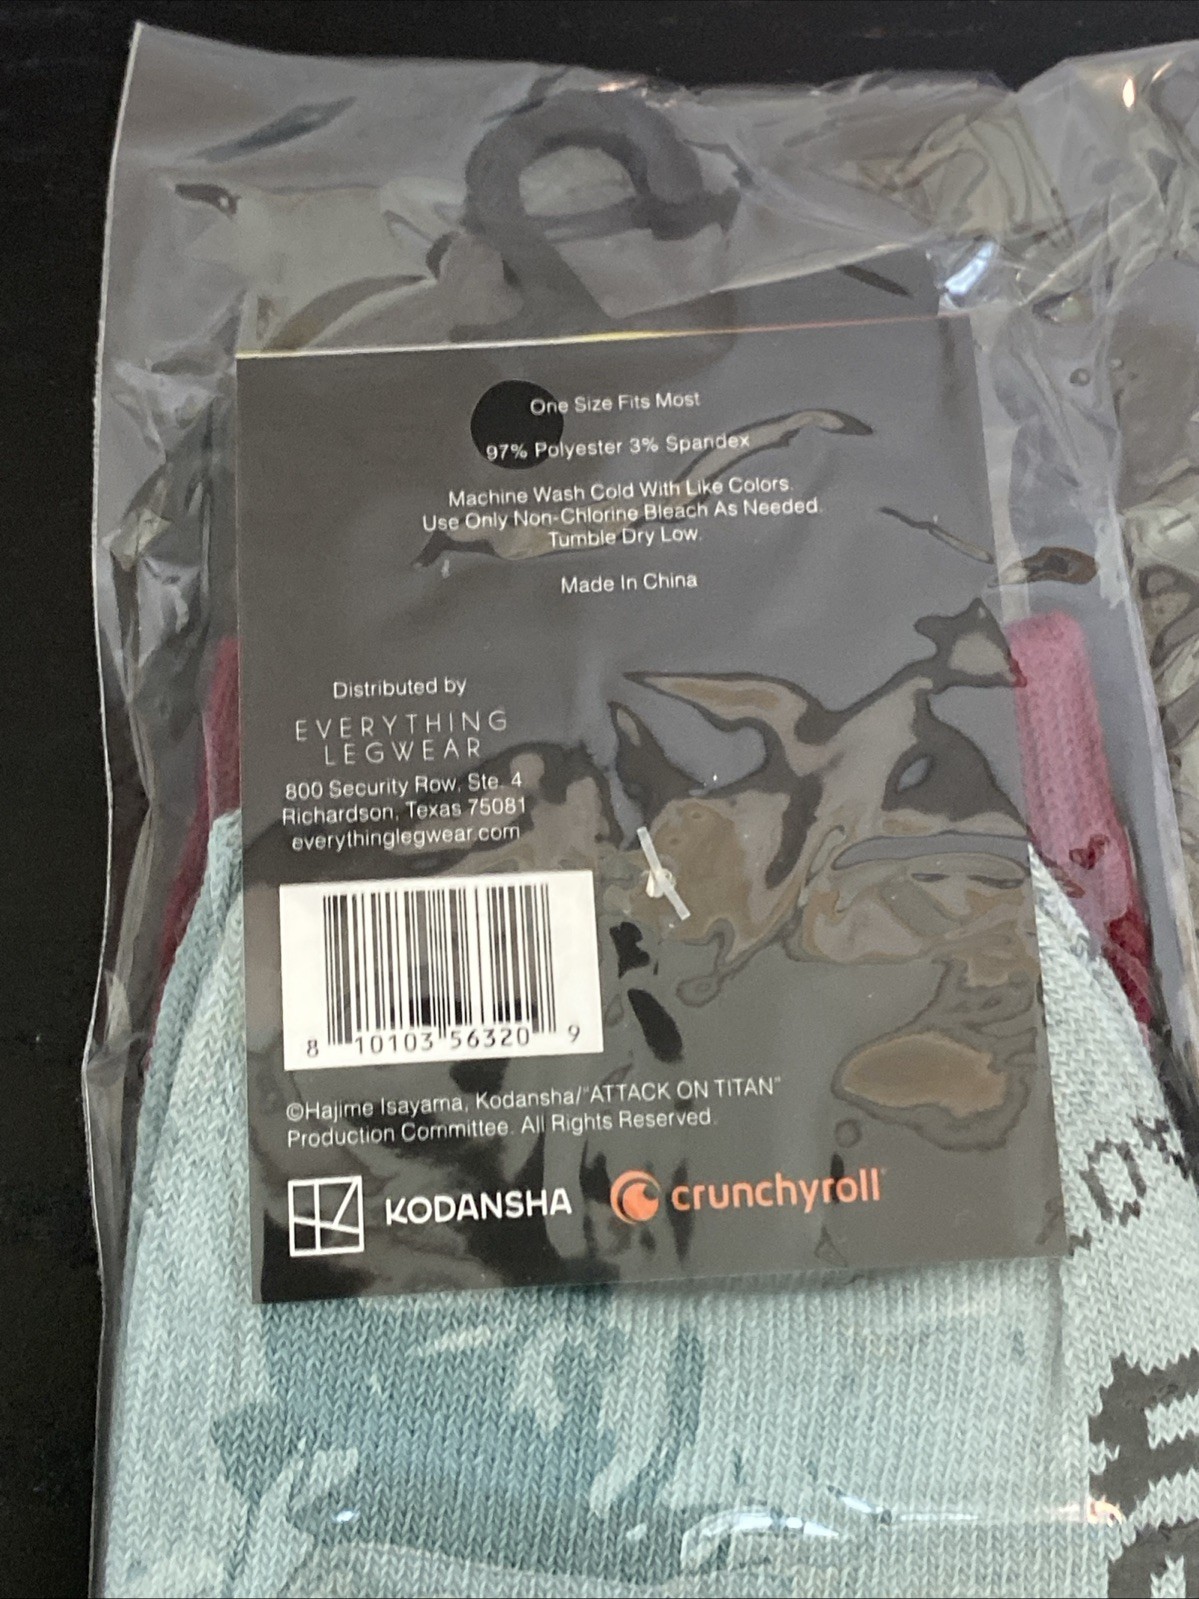 One Size Fits Most
97% Polyester 3% Spandex
Machine Wash Cold With Like Colors.
Use Only Non-Chlorine Bleach As Needed.
Tumble Dry Low.
Made In China
Distributed by
EVERYTHING
LEGWEAR
800 Security Row, Ste. 4
Richardson, Texas 75081
everythinglegwear.com
8 10103 56320 9
©Hajime Isayama, Kodansha/"ATTACK ON TITAN"
Production Committee. All Rights Reserved.
KODANSHA crunchyroll